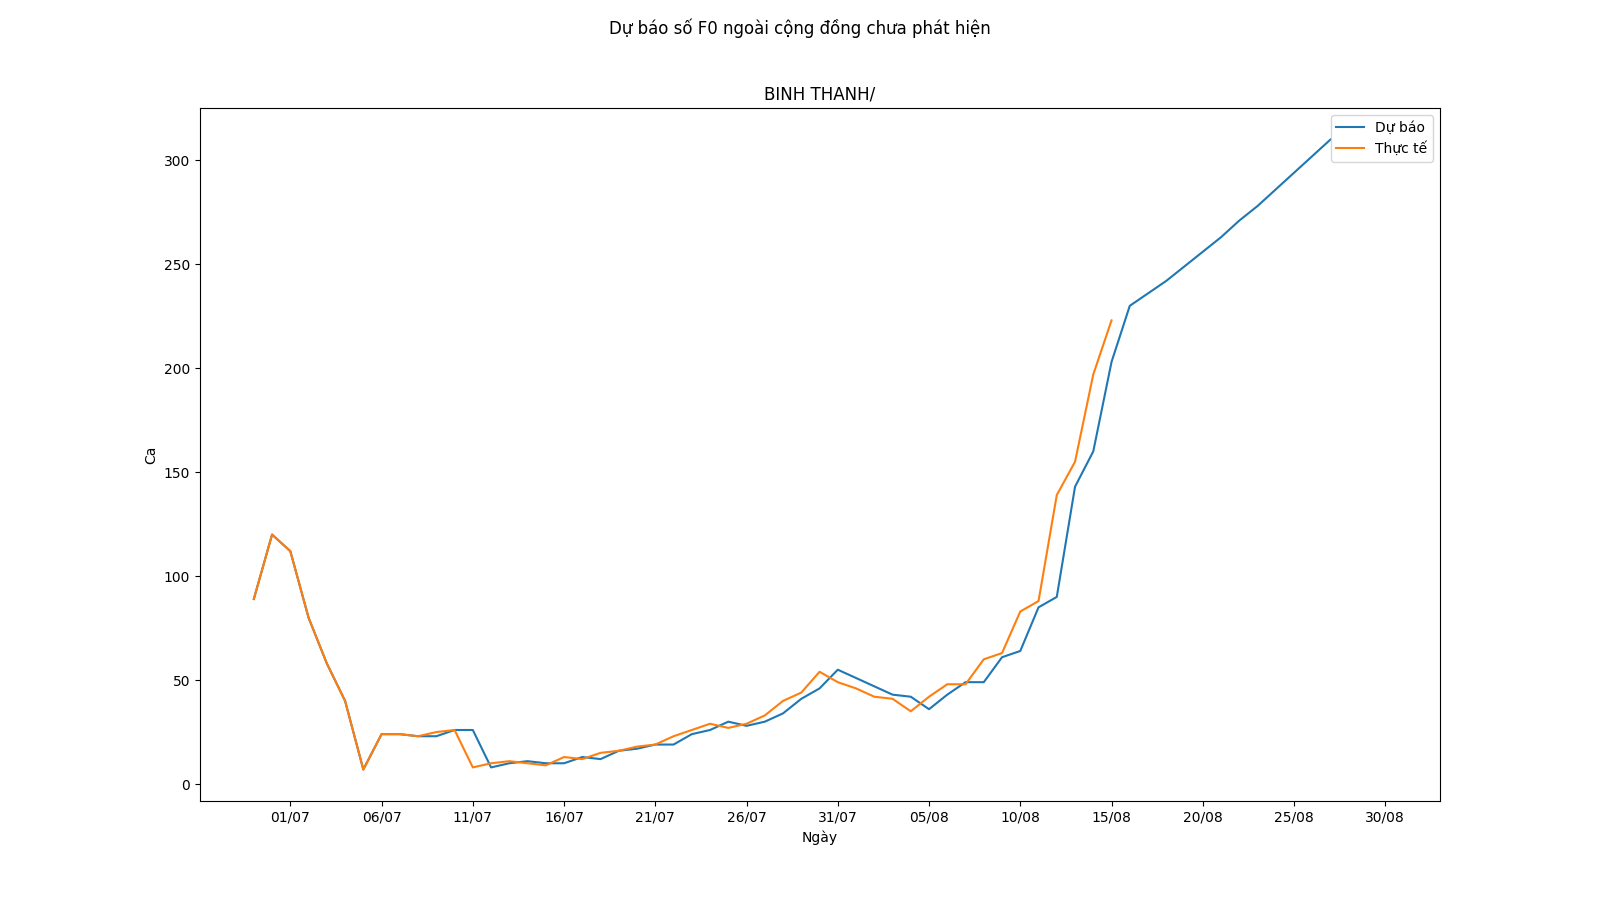 Dự báo số F0 ngoài cộng đồng chưa phát hiện
BINH THANH/
Dự báo
Thực tế
300
250
200
150
100
50
0
Ca
01/07 06/07 11/07 16/07 21/07 26/07 31/07 05/08 10/08 15/08 20/08 25/08 30/08
Ngày